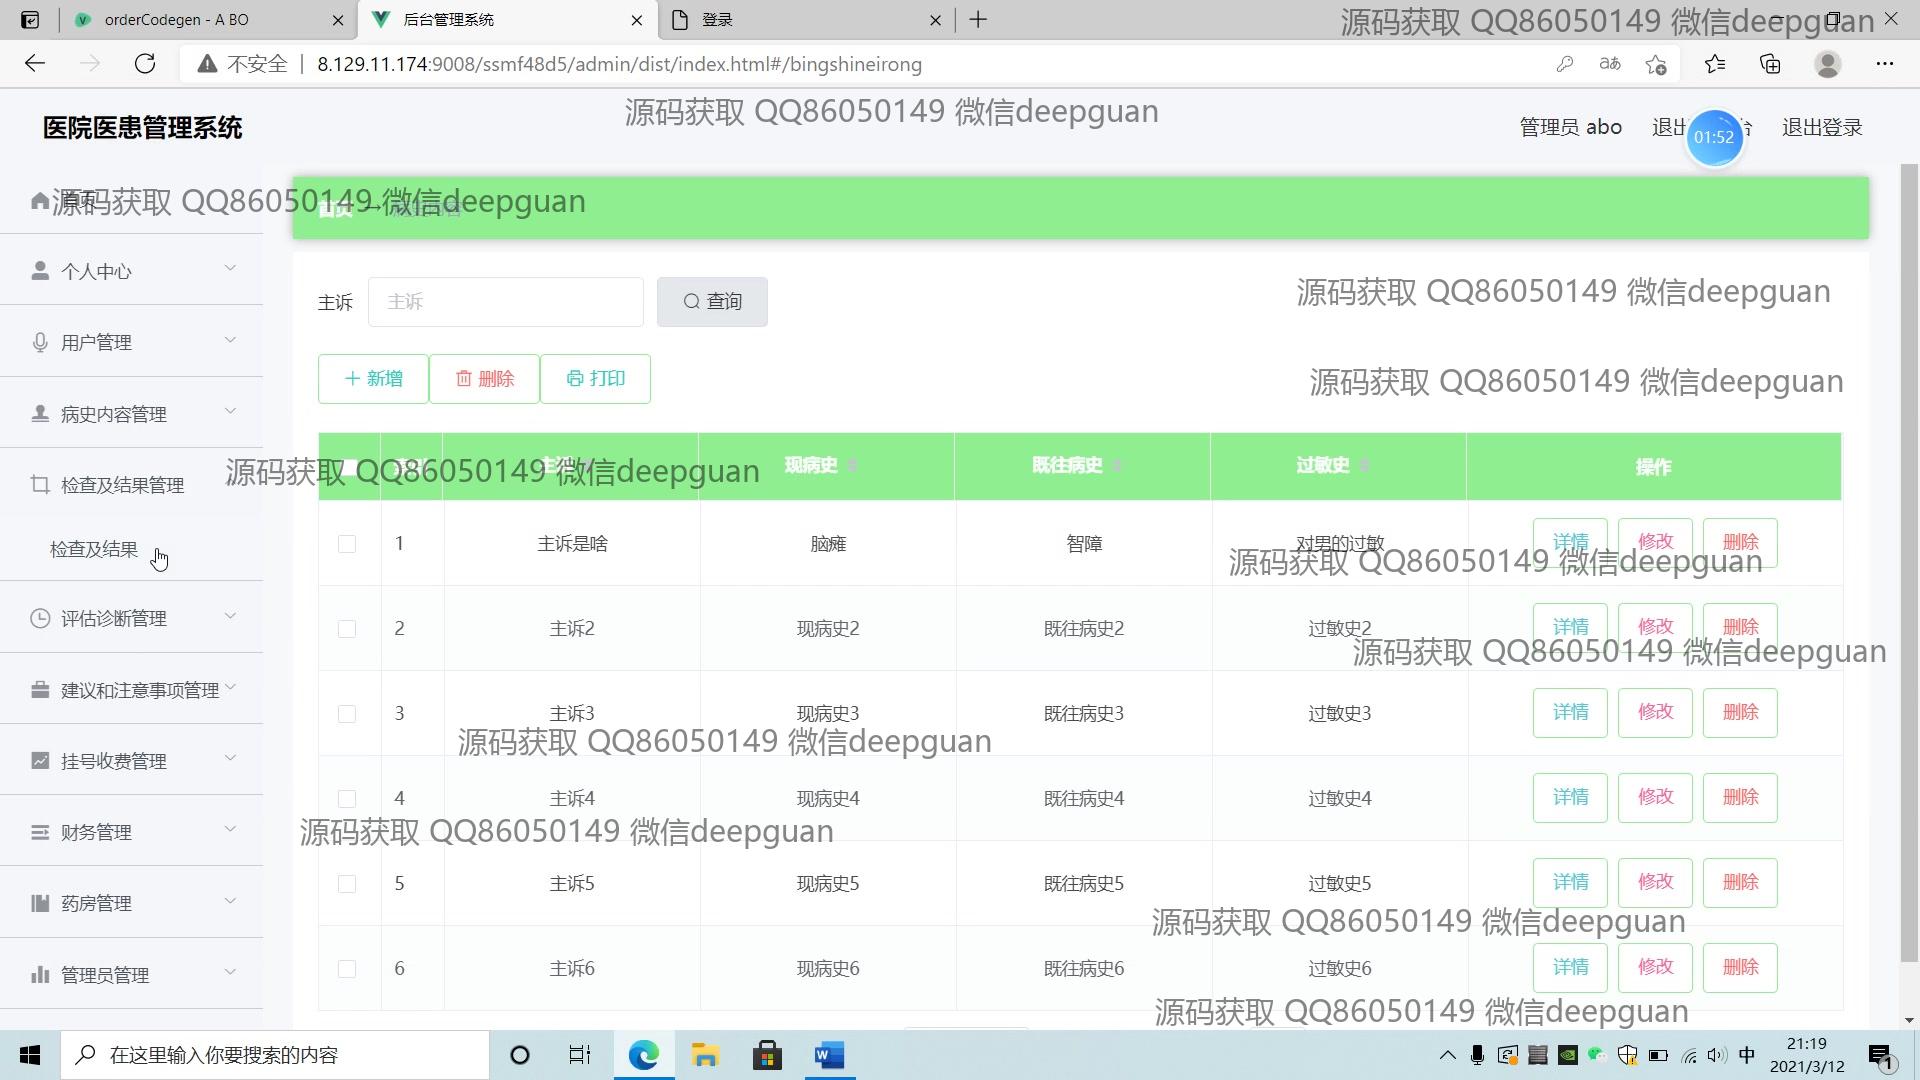 orderCodegen - A BO
后台管理系统
登录
源码获取 QQ86050149 微信deepguan
不安全
8.129.11.174:9008/ssmf48d5/admin/dist/index.html#/bingshineirong
源码获取 QQ86050149 微信deepguan
医院医患管理系统
管理员 abo
退出
01:52
台
退出登录
首页
源码获取 QQ86050149 微信deepguan
首页
个人中心
主诉
主诉
查询
源码获取 QQ86050149 微信deepguan
用户管理
新增
删除
打印
源码获取 QQ86050149 微信deepguan
病史内容管理
检查及结果管理
源码获取 QQ86050149 微信deepguan
现病史
既往病史
过敏史
操作
检查及结果
1
主诉是啥
脑瘫
智障
对男的过敏
详情
修改
删除
源码获取 QQ86050149 微信deepguan
评估诊断管理
2
主诉2
现病史2
既往病史2
过敏史2
详情
修改
删除
源码获取 QQ86050149 微信deepguan
建议和注意事项管理
3
主诉3
现病史3
既往病史3
过敏史3
详情
修改
删除
源码获取 QQ86050149 微信deepguan
挂号收费管理
4
主诉4
现病史4
既往病史4
过敏史4
详情
修改
删除
财务管理
源码获取 QQ86050149 微信deepguan
药房管理
5
主诉5
现病史5
既往病史5
过敏史5
详情
修改
删除
源码获取 QQ86050149 微信deepguan
管理员管理
6
主诉6
现病史6
既往病史6
过敏史6
详情
修改
删除
源码获取 QQ86050149 微信deepguan
在这里输入你要搜索的内容
中
21:19
2021/3/12
1